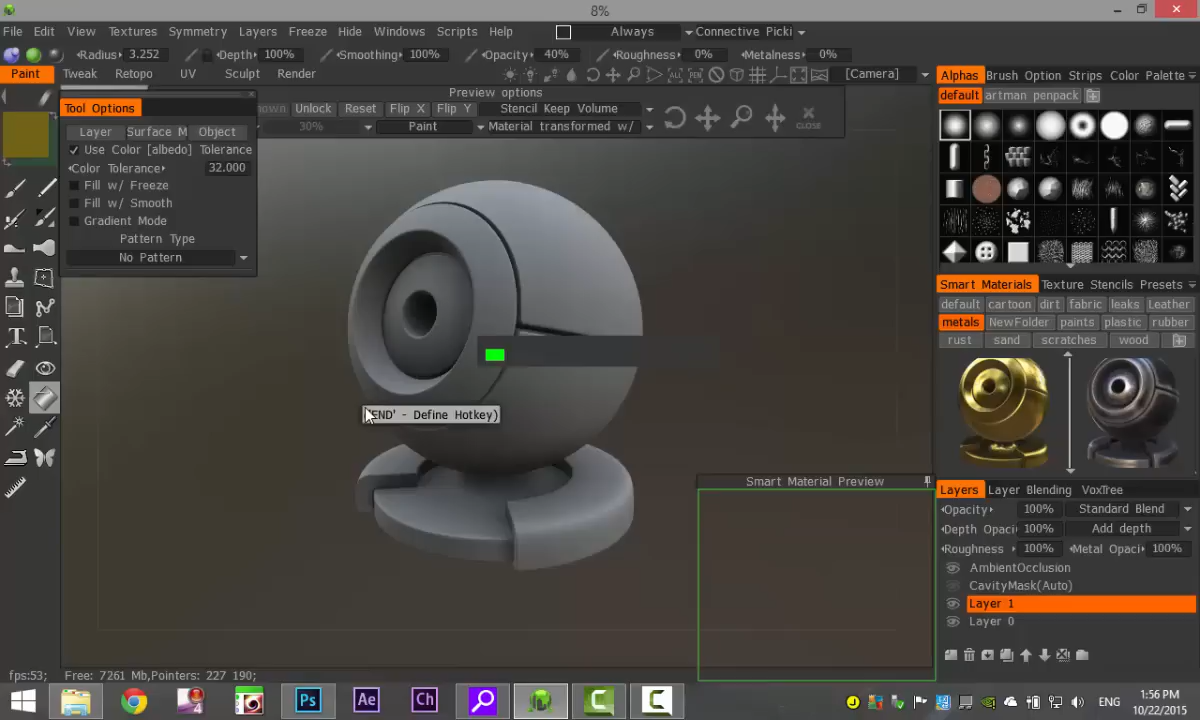 8%
File Edit View Textures Symmetry Layers Freeze Hide Windows Scripts Help Always Connective Picki
Radius 3.252 Depth 100% Smoothing 100% Opacity 40% Roughness 0% Metalness 0%
Paint Tweak Retopo UV Sculpt Render [Camera] Alphas Brush Option Strips Color Palette
Preview options
default artman penpack
Tool Options Unlock Reset Flip X Flip Y Stencil Keep Volume
30% Paint Material transformed w/ CLOSE
Layer Surface M Object
Use Color [albedo] Tolerance
Color Tolerance 32.000
Fill w/ Freeze
Fill w/ Smooth
Gradient Mode
Pattern Type
No Pattern
Smart Materials Texture Stencils Presets
default cartoon dirt fabric leaks Leather
metals NewFolder paints plastic rubber
rust sand scratches wood
END' - Define Hotkey)
Smart Material Preview
Layers Layer Blending VoxTree
Opacity 100% Standard Blend
Depth Opaci 100% Add depth
Roughness 100% Metal Opaci 100%
AmbientOcclusion
CavityMask(Auto)
Layer 1
Layer 0
fps:53; Free: 7261 Mb,Pointers: 227 190;
Ps Ae Ch C C ENG 1:56 PM
10/22/2015